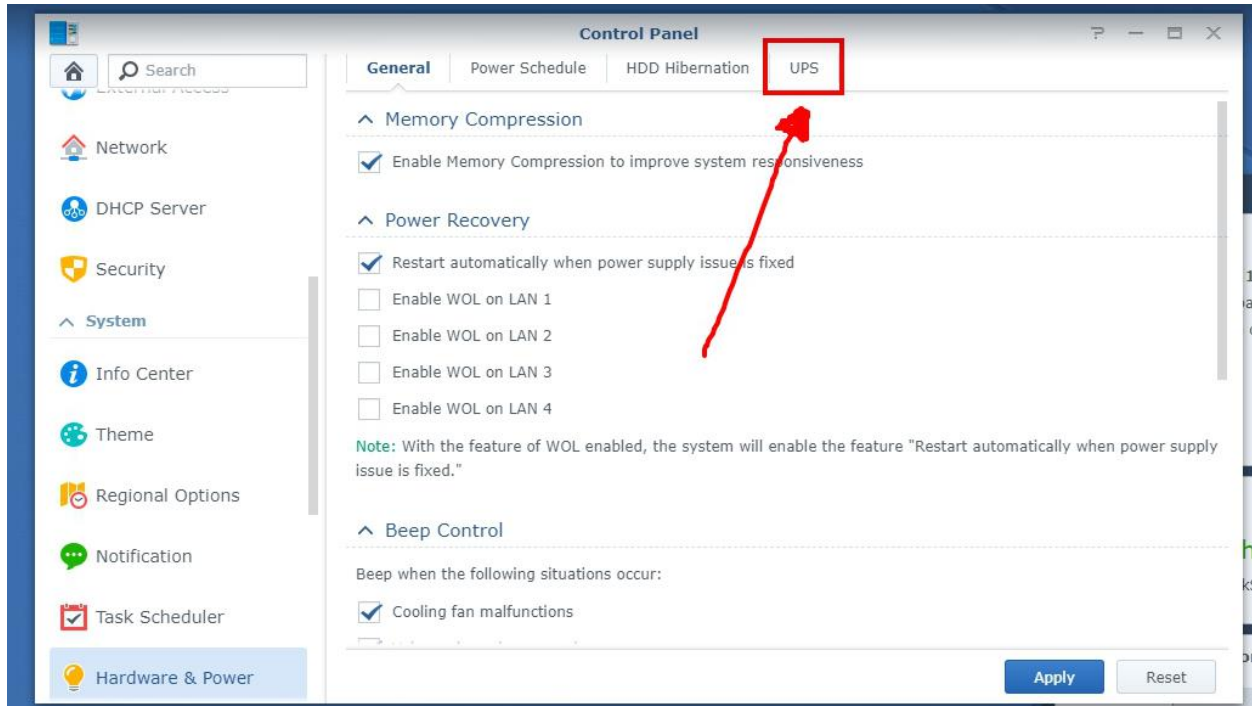 Control Panel
Search
General
Power Schedule
HDD Hibernation
UPS
External Access
Network
DHCP Server
Security
System
Info Center
Theme
Regional Options
Notification
Task Scheduler
Hardware & Power
Memory Compression
Enable Memory Compression to improve system responsiveness
Power Recovery
Restart automatically when power supply issue is fixed
Enable WOL on LAN 1
Enable WOL on LAN 2
Enable WOL on LAN 3
Enable WOL on LAN 4
Note: With the feature of WOL enabled, the system will enable the feature "Restart automatically when power supply
issue is fixed."
Beep Control
Beep when the following situations occur:
Cooling fan malfunctions
Apply
Reset